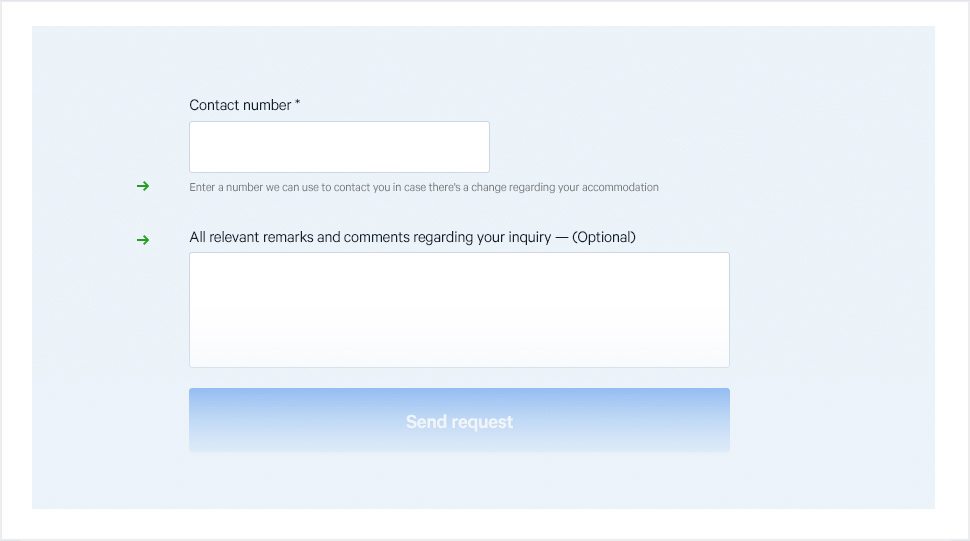 Contact number *
Enter a number we can use to contact you in case there's a change regarding your accommodation
All relevant remarks and comments regarding your inquiry — (Optional)
Send request